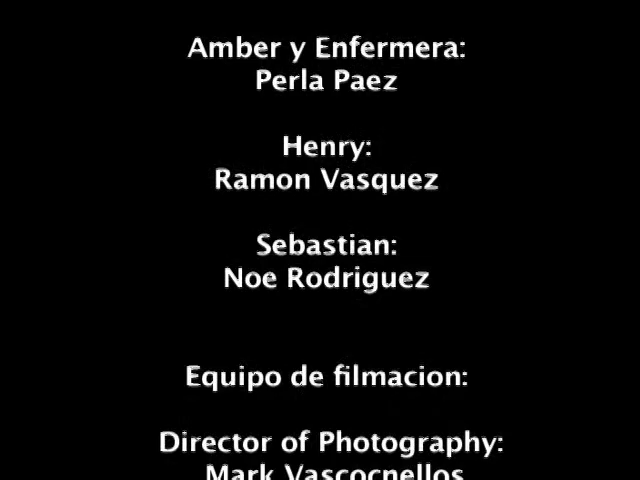 Amber y Enfermera:
Perla Paez
Henry:
Ramon Vasquez
Sebastian:
Noe Rodriguez
Equipo de filmacion:
Director of Photography:
Mark Vascocnellos